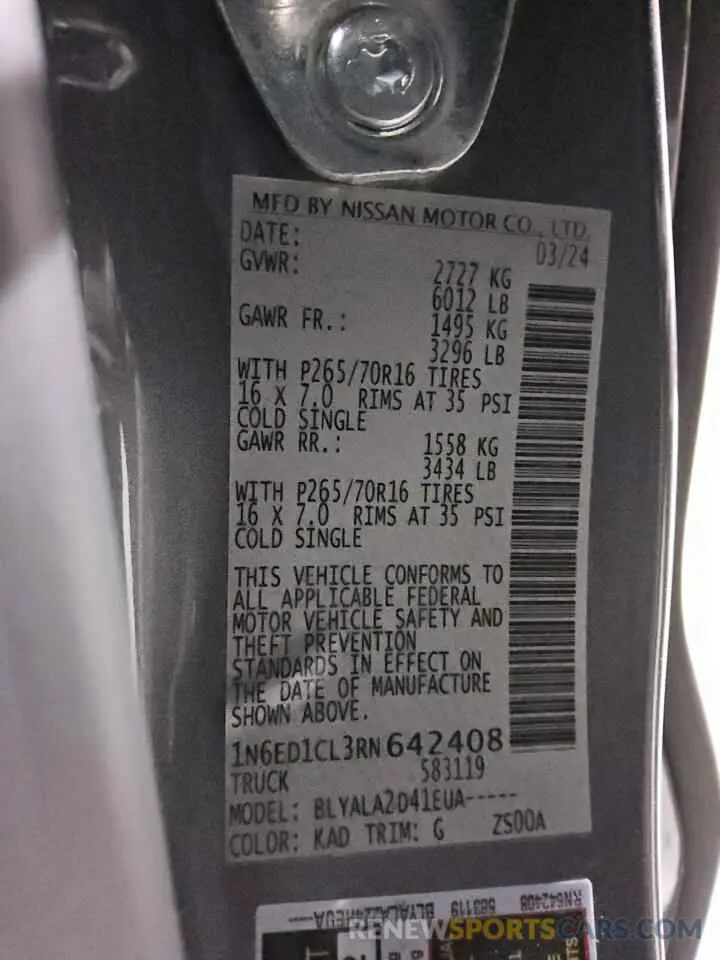 MFD BY NISSAN MOTOR CO., LTD.
DATE: 03/24
GVWR: 2727 KG
6012 LB
GAWR FR.: 1495 KG
3296 LB
WITH P265/70R16 TIRES
16 X 7.0 RIMS AT 35 PSI
COLD SINGLE
GAWR RR.: 1558 KG
3434 LB
WITH P265/70R16 TIRES
16 X 7.0 RIMS AT 35 PSI
COLD SINGLE
THIS VEHICLE CONFORMS TO
ALL APPLICABLE FEDERAL
MOTOR VEHICLE SAFETY AND
THEFT PREVENTION
STANDARDS IN EFFECT ON
THE DATE OF MANUFACTURE
SHOWN ABOVE.
1N6ED1CL3RN642408
TRUCK 583119
MODEL: BLYALA2D41EUA-----
COLOR: KAD TRIM: G ZS00A
RN642408
583119
RENEWSPORTSCARS.COM